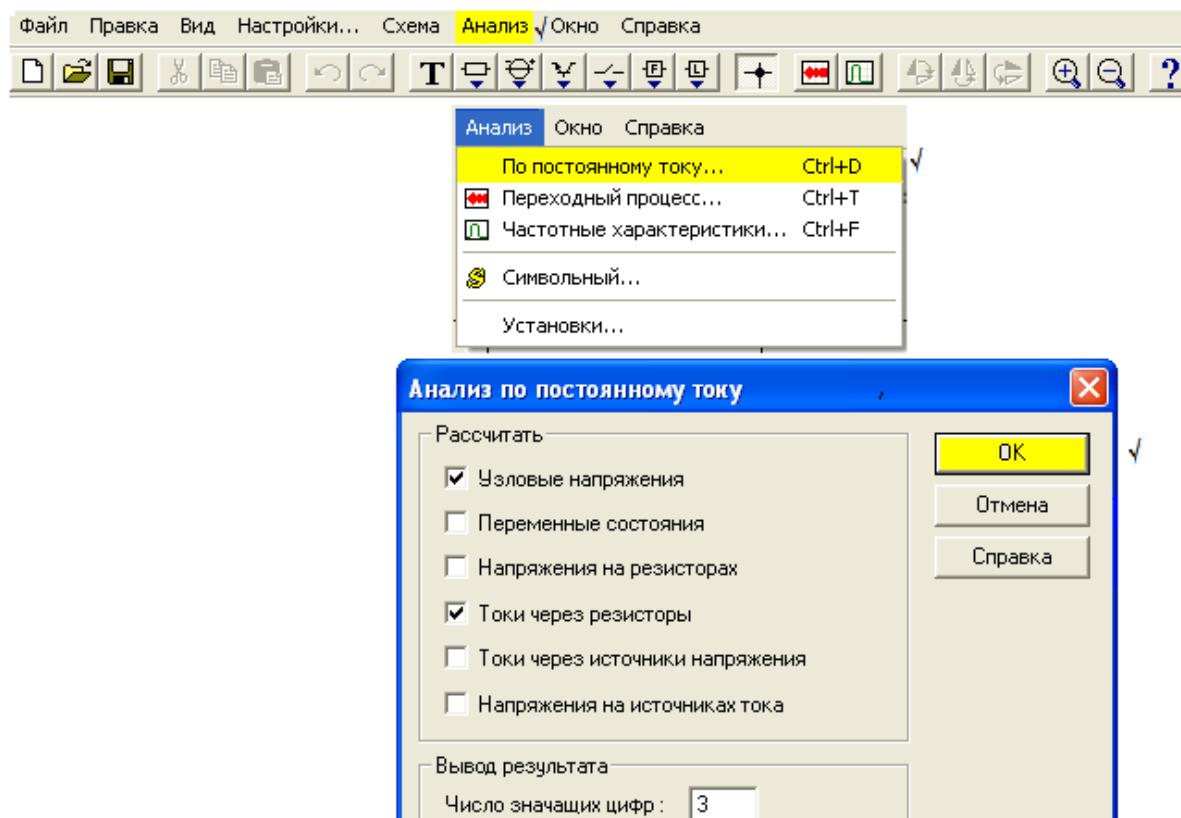 Файл Правка Вид Настройки... Схема Анализ √ Окно Справка
T F L ?
Анализ Окно Справка
По постоянному току... Ctrl+D √
Переходный процесс... Ctrl+T
Частотные характеристики... Ctrl+F
S Символьный...
Установки...
Анализ по постоянному току
Рассчитать
OK √
Узловые напряжения
Отмена
Переменные состояния
Справка
Напряжения на резисторах
Токи через резисторы
Токи через источники напряжения
Напряжения на источниках тока
Вывод результата
Число значащих цифр : 3